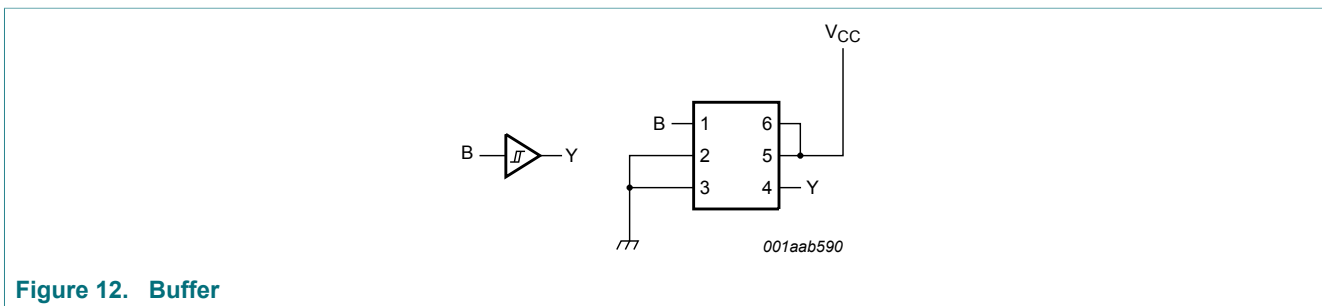 VCC
B 1 6
B Y 2 5
3 4 Y
001aab590
Figure 12. Buffer